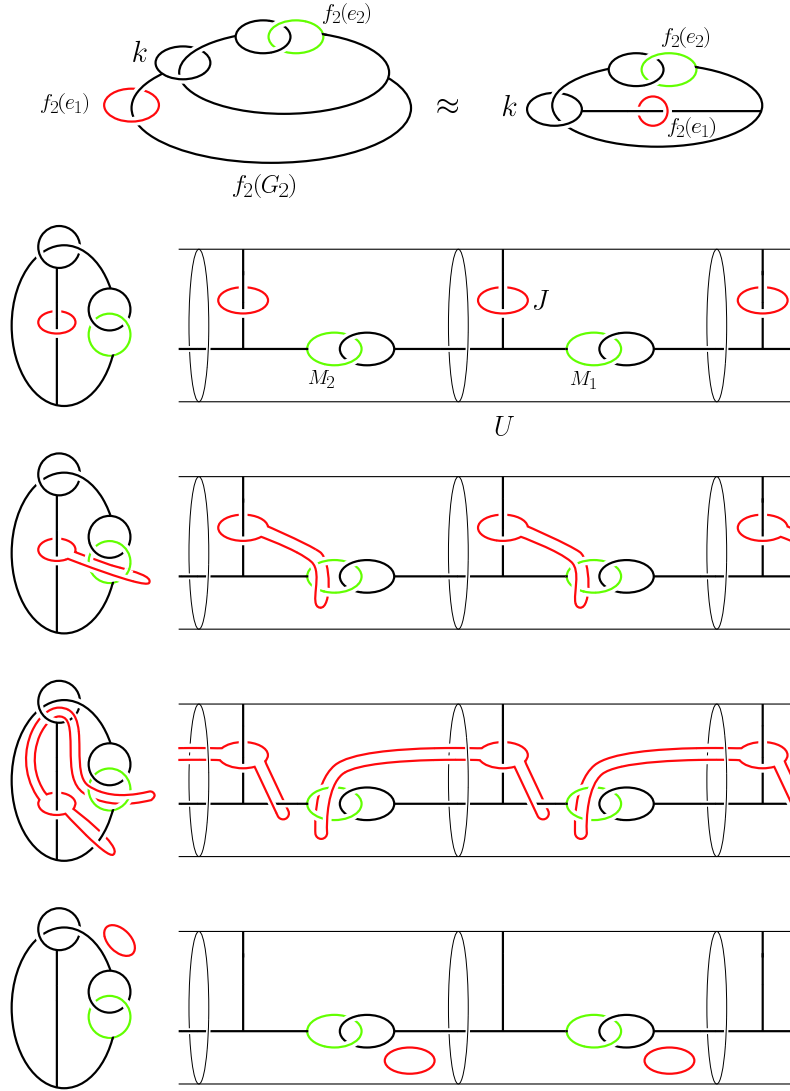 f₂(e₂)
k
f₂(e₁)
≈
f₂(G₂)
f₂(e₂)
k
f₂(e₁)
J
M₂
M₁
U